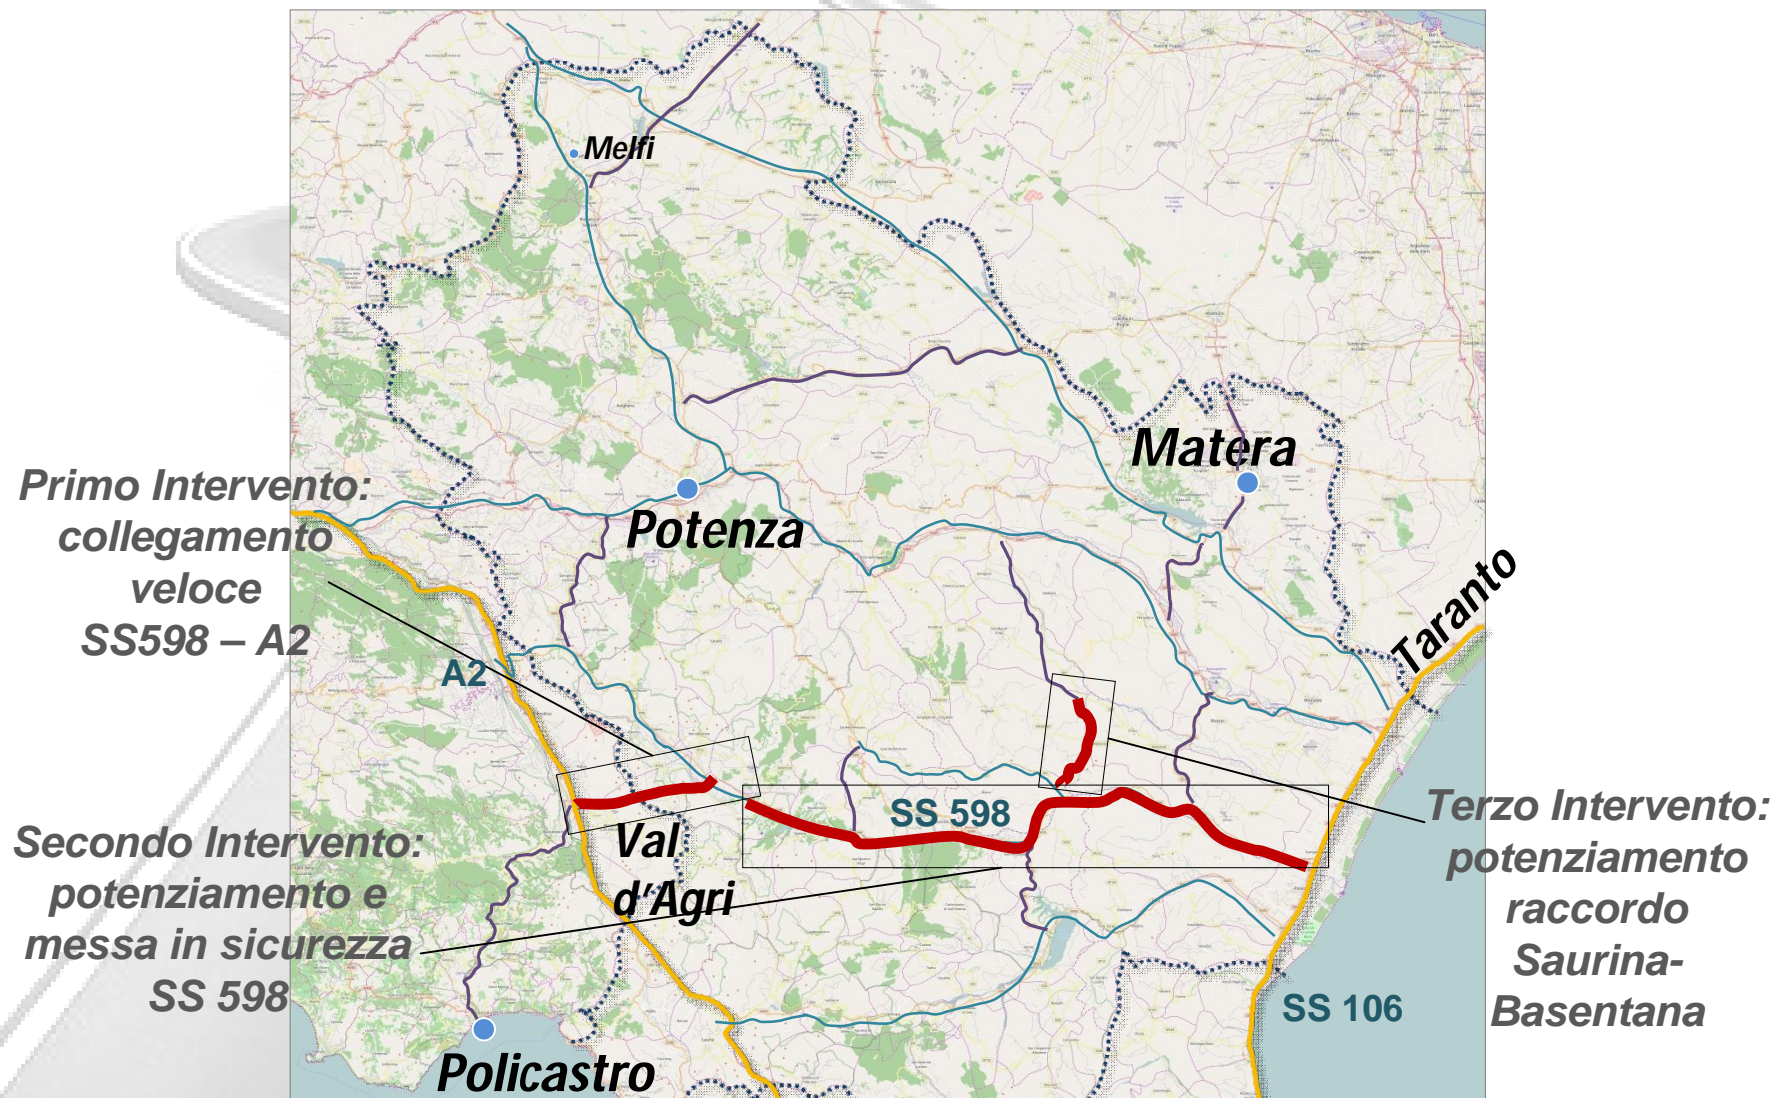 Melfi
Matera
Primo Intervento:
collegamento
veloce
SS598 – A2
Potenza
Taranto
A2
SS 598
Terzo Intervento:
potenziamento
raccordo
Saurina-
Basentana
Secondo Intervento:
potenziamento e
messa in sicurezza
SS 598
Val
d'Agri
SS 106
Policastro